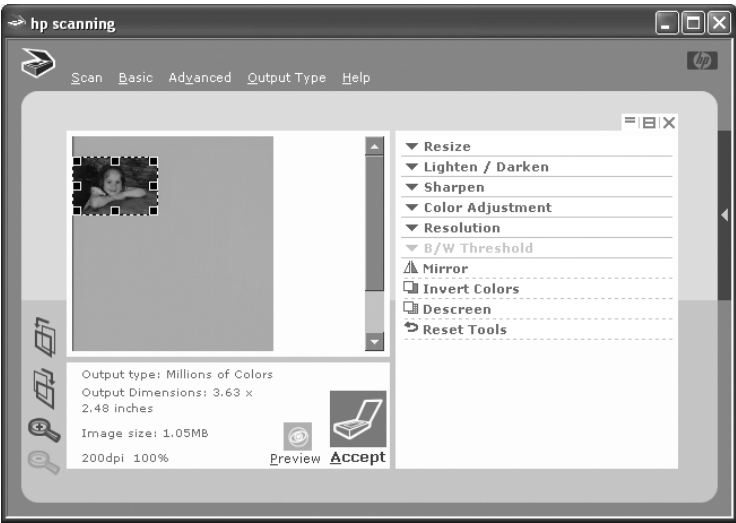 hp scanning
hp
Scan Basic Advanced Output Type Help
Resize
Lighten / Darken
Sharpen
Color Adjustment
Resolution
B/W Threshold
Mirror
Invert Colors
Descreen
Reset Tools
Output type: Millions of Colors
Output Dimensions: 3.63 x
2.48 inches
Image size: 1.05MB
200dpi 100%
Preview Accept